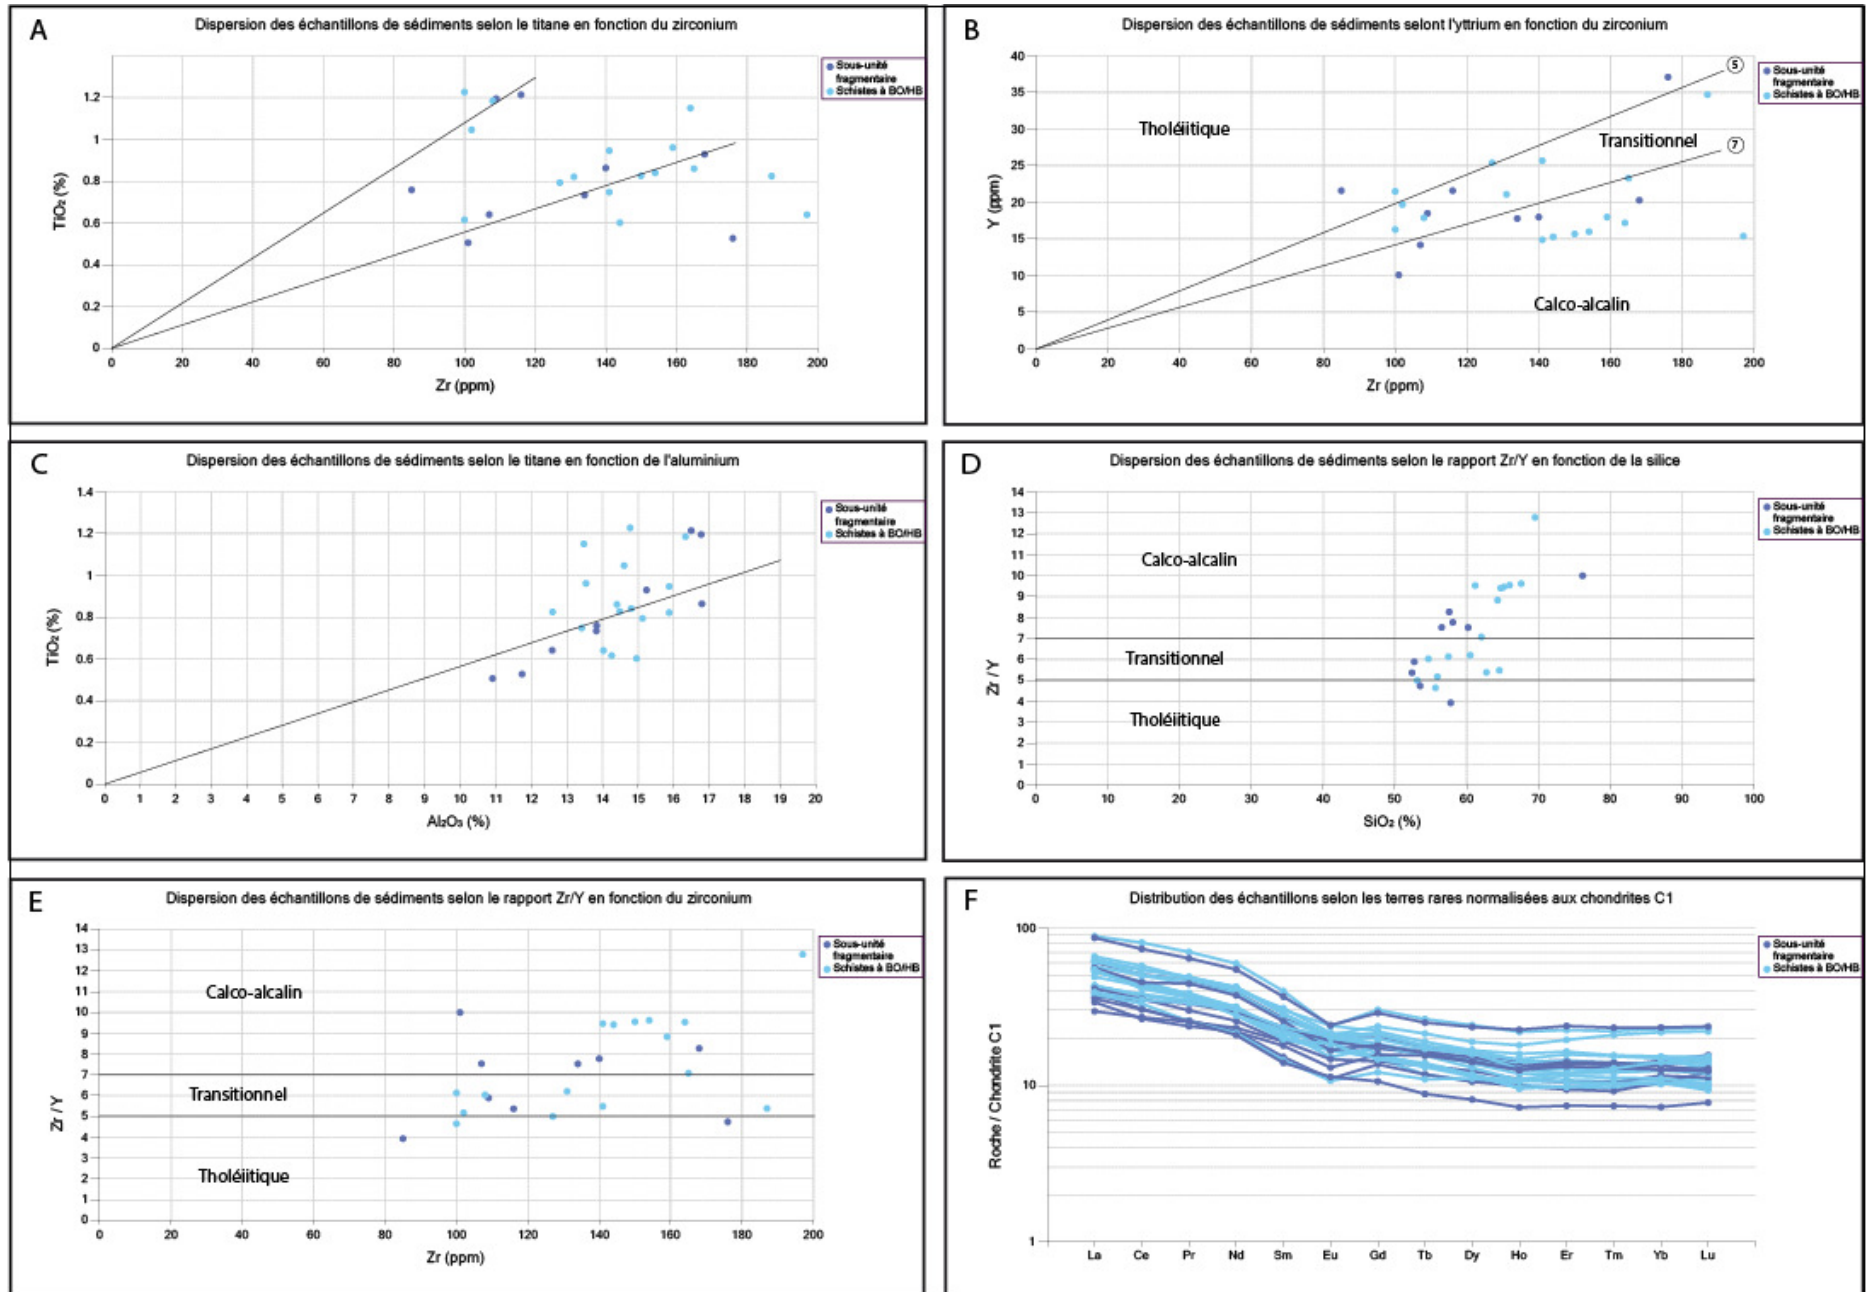 A
Dispersion des échantillons de sédiments selon le titane en fonction du zirconium
Sous-unité
fragmentaire
Schistes à BO/HB
TiO₂ (%)
1.2
1
0.8
0.6
0.4
0.2
0
0 20 40 60 80 100 120 140 160 180 200
Zr (ppm)
B
Dispersion des échantillons de sédiments selont l'yttrium en fonction du zirconium
Sous-unité
fragmentaire
Schistes à BO/HB
Y (ppm)
40
35
30
25
20
15
10
5
0
5
7
Tholéiitique
Transitionnel
Calco-alcalin
0 20 40 60 80 100 120 140 160 180 200
Zr (ppm)
C
Dispersion des échantillons de sédiments selon le titane en fonction de l'aluminium
Sous-unité
fragmentaire
Schistes à BO/HB
TiO₂ (%)
1.4
1.2
1
0.8
0.6
0.4
0.2
0
0 1 2 3 4 5 6 7 8 9 10 11 12 13 14 15 16 17 18 19 20
Al₂O₃ (%)
D
Dispersion des échantillons de sédiments selon le rapport Zr/Y en fonction de la silice
Sous-unité
fragmentaire
Schistes à BO/HB
Zr / Y
14
13
12
11
10
9
8
7
6
5
4
3
2
1
0
Calco-alcalin
Transitionnel
Tholéiitique
0 10 20 30 40 50 60 70 80 90 100
SiO₂ (%)
E
Dispersion des échantillons de sédiments selon le rapport Zr/Y en fonction du zirconium
Sous-unité
fragmentaire
Schistes à BO/HB
Zr / Y
14
13
12
11
10
9
8
7
6
5
4
3
2
1
0
Calco-alcalin
Transitionnel
Tholéiitique
0 20 40 60 80 100 120 140 160 180 200
Zr (ppm)
F
Distribution des échantillons selon les terres rares normalisées aux chondrites C1
Sous-unité
fragmentaire
Schistes à BO/HB
Roche / Chondrite C1
100
10
1
La Ce Pr Nd Sm Eu Gd Tb Dy Ho Er Tm Yb Lu